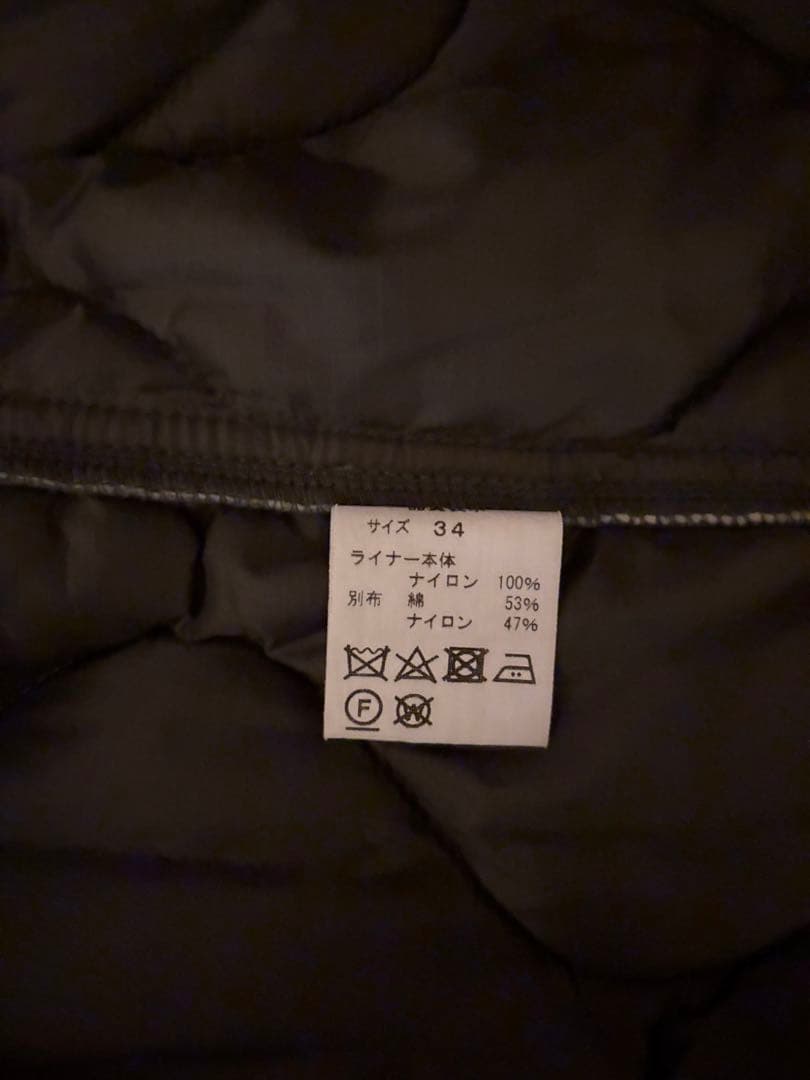 サイズ 34
ライナー本体
ナイロン 100%
別布 綿 53%
ナイロン 47%
F W